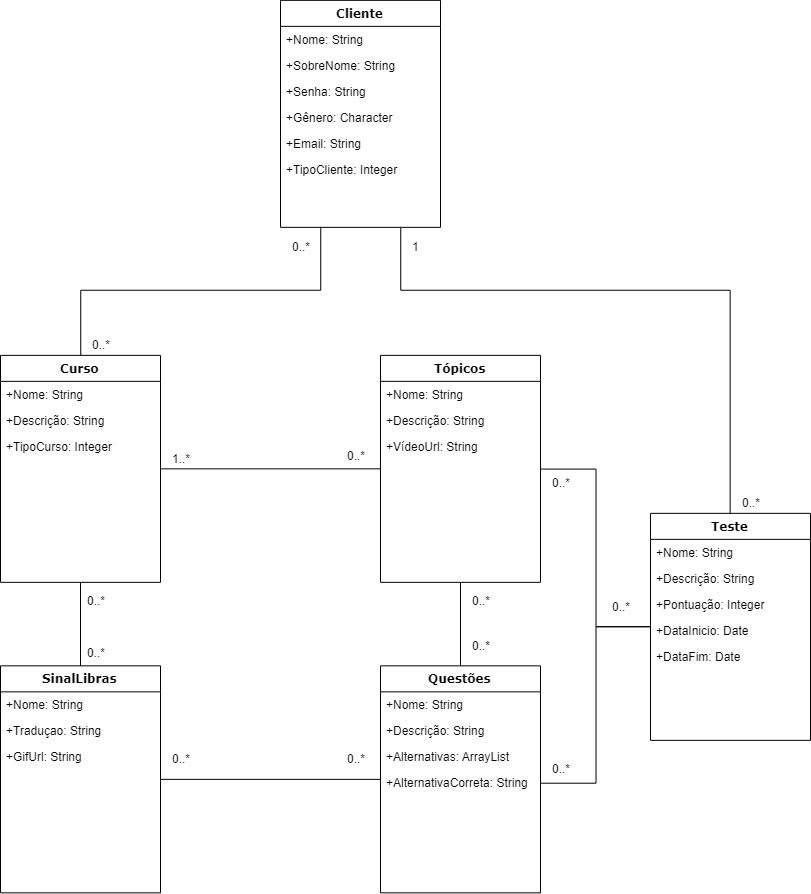 Cliente
+Nome: String
+SobreNome: String
+Senha: String
+Gênero: Character
+Email: String
+TipoCliente: Integer
0..*
1
0..*
Curso
+Nome: String
+Descrição: String
+TipoCurso: Integer
1..*
0..*
Tópicos
+Nome: String
+Descrição: String
+VídeoUrl: String
0..*
0..*
Teste
+Nome: String
+Descrição: String
+Pontuação: Integer
+DataInicio: Date
+DataFim: Date
0..*
0..*
0..*
0..*
0..*
SinalLibras
+Nome: String
+Traduçao: String
+GifUrl: String
0..*
0..*
Questões
+Nome: String
+Descrição: String
+Alternativas: ArrayList
+AlternativaCorreta: String
0..*